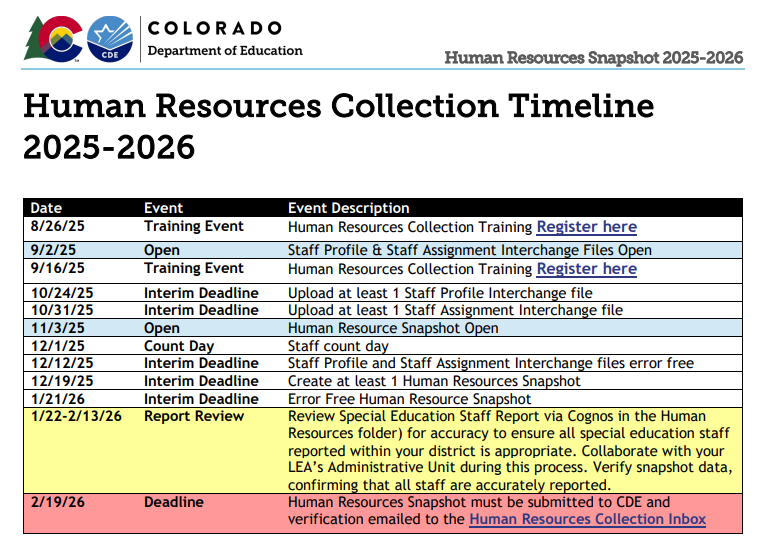 COLORADO
Department of Education
CDE
Human Resources Snapshot 2025-2026
Human Resources Collection Timeline
2025-2026
Date Event Event Description
8/26/25 Training Event Human Resources Collection Training Register here
9/2/25 Open Staff Profile & Staff Assignment Interchange Files Open
9/16/25 Training Event Human Resources Collection Training Register here
10/24/25 Interim Deadline Upload at least 1 Staff Profile Interchange file
10/31/25 Interim Deadline Upload at least 1 Staff Assignment Interchange file
11/3/25 Open Human Resource Snapshot Open
12/1/25 Count Day Staff count day
12/12/25 Interim Deadline Staff Profile and Staff Assignment Interchange files error free
12/19/25 Interim Deadline Create at least 1 Human Resources Snapshot
1/21/26 Interim Deadline Error Free Human Resource Snapshot
1/22-2/13/26 Report Review Review Special Education Staff Report via Cognos in the Human
Resources folder) for accuracy to ensure all special education staff
reported within your district is appropriate. Collaborate with your
LEA's Administrative Unit during this process. Verify snapshot data,
confirming that all staff are accurately reported.
2/19/26 Deadline Human Resources Snapshot must be submitted to CDE and
verification emailed to the Human Resources Collection Inbox